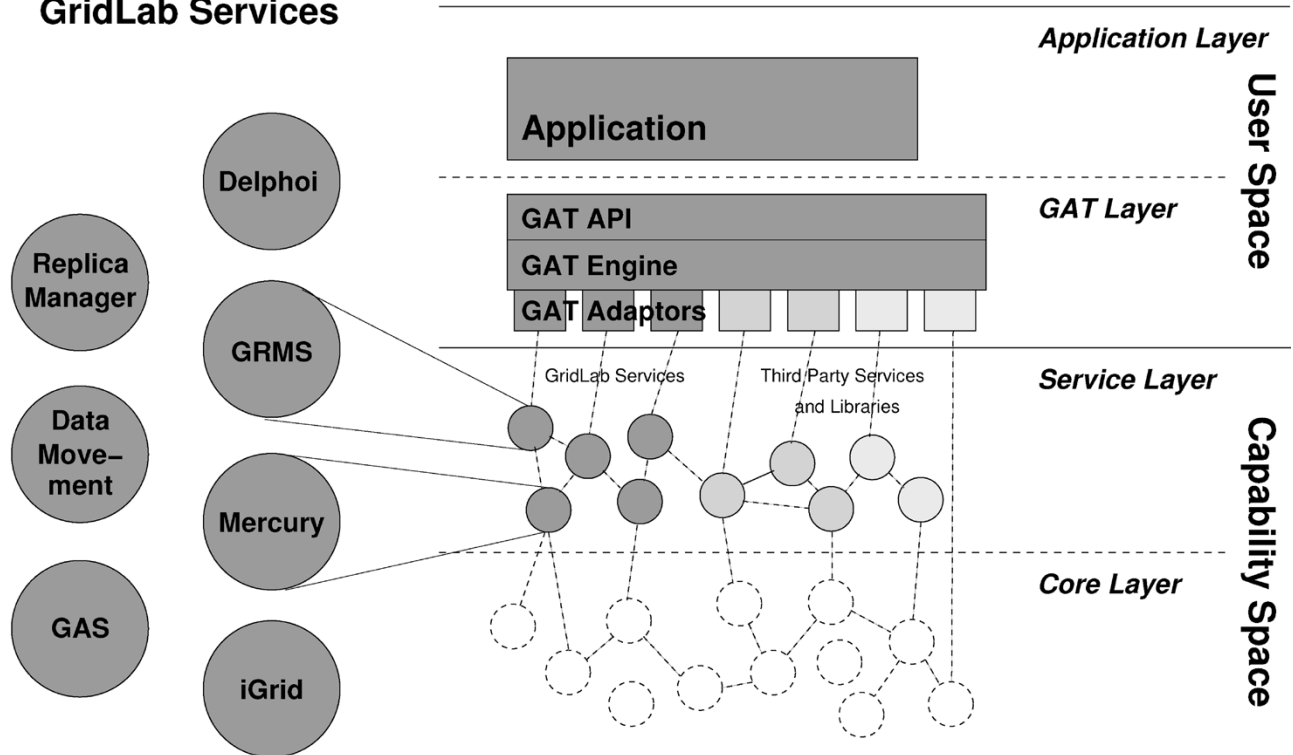 GridLab Services
Delphoi
Replica
Manager
GRMS
Data
Move–
ment
Mercury
GAS
iGrid
Application Layer
Application
User Space
GAT Layer
GAT API
GAT Engine
GAT Adaptors
GridLab Services
Third Party Services
and Libraries
Service Layer
Capability Space
Core Layer